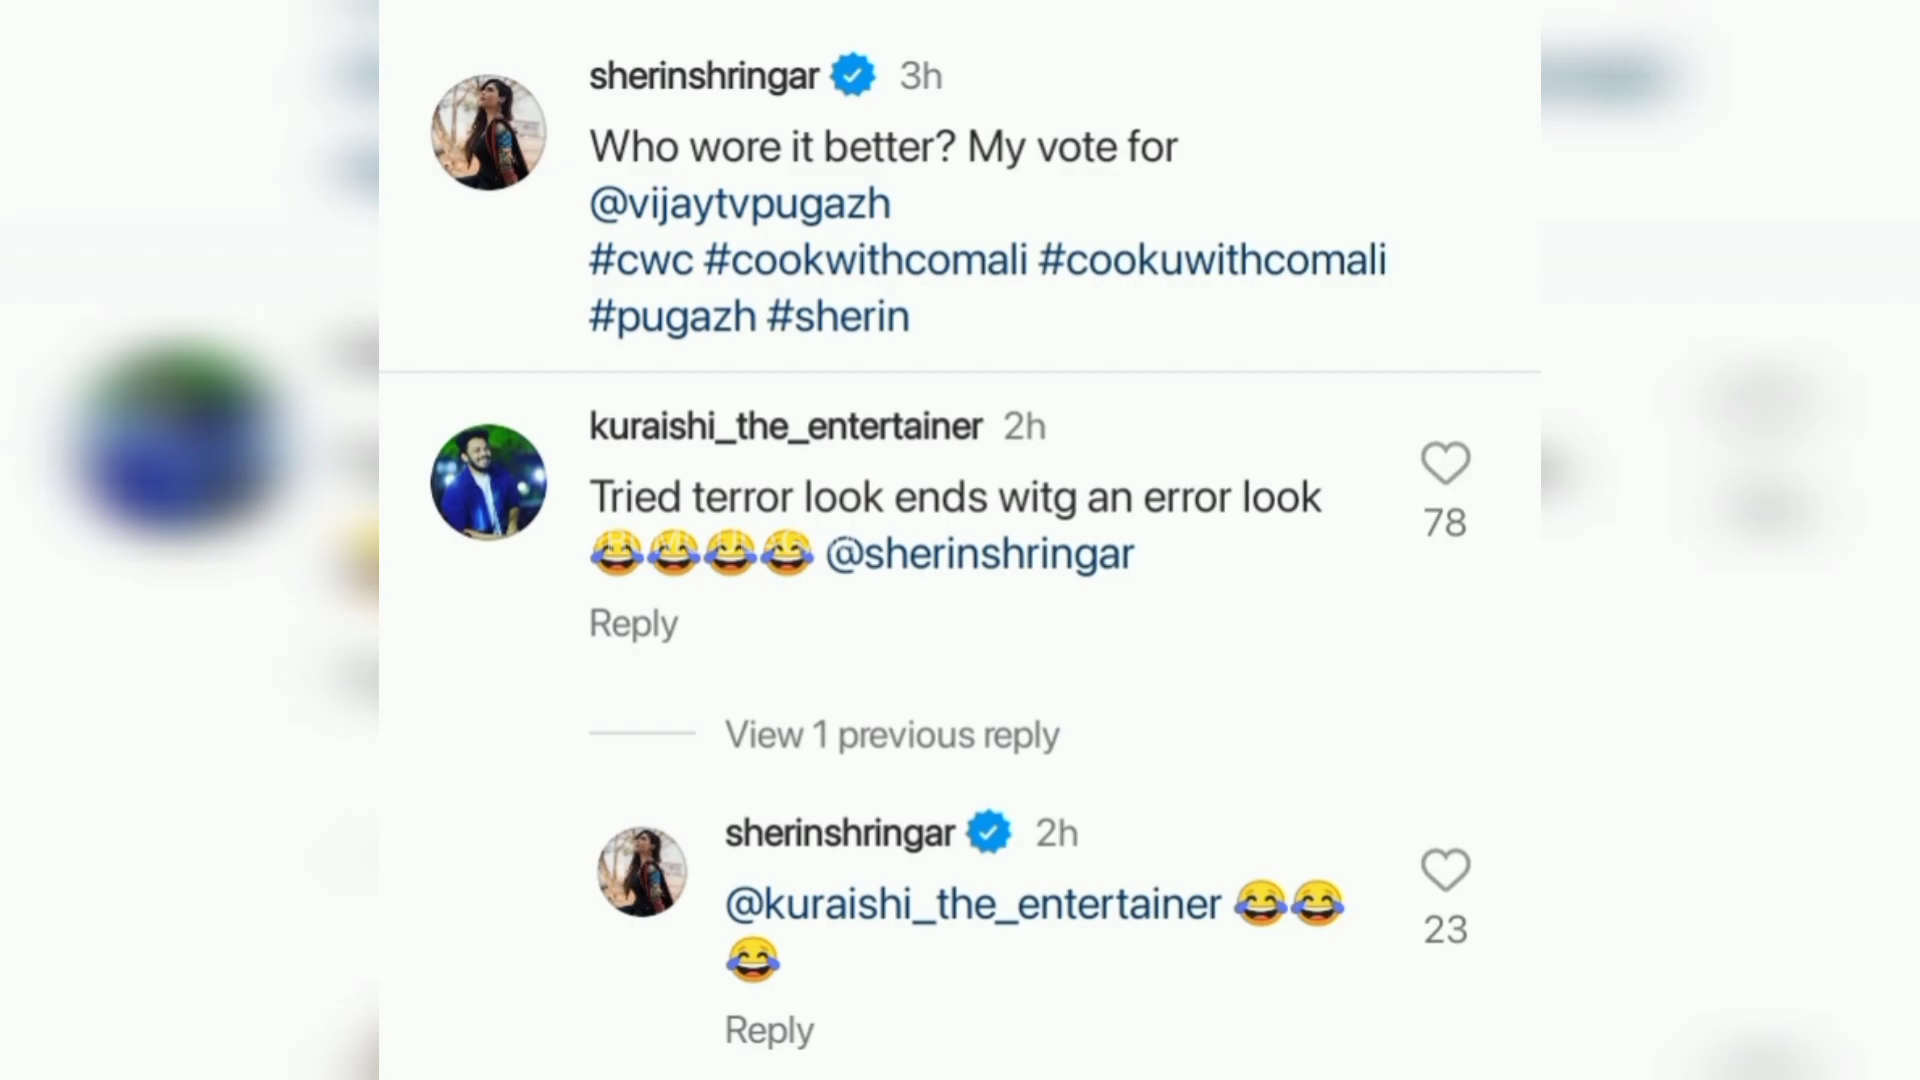 sherinshringar 3h
Who wore it better? My vote for
@vijaytvpugazh
#cwc #cookwithcomali #cookuwithcomali
#pugazh #sherin
kuraishi_the_entertainer 2h
Tried terror look ends witg an error look
😂😂😂😂 @sherinshringar
78
Reply
View 1 previous reply
sherinshringar 2h
@kuraishi_the_entertainer 😂😂
😂
23
Reply